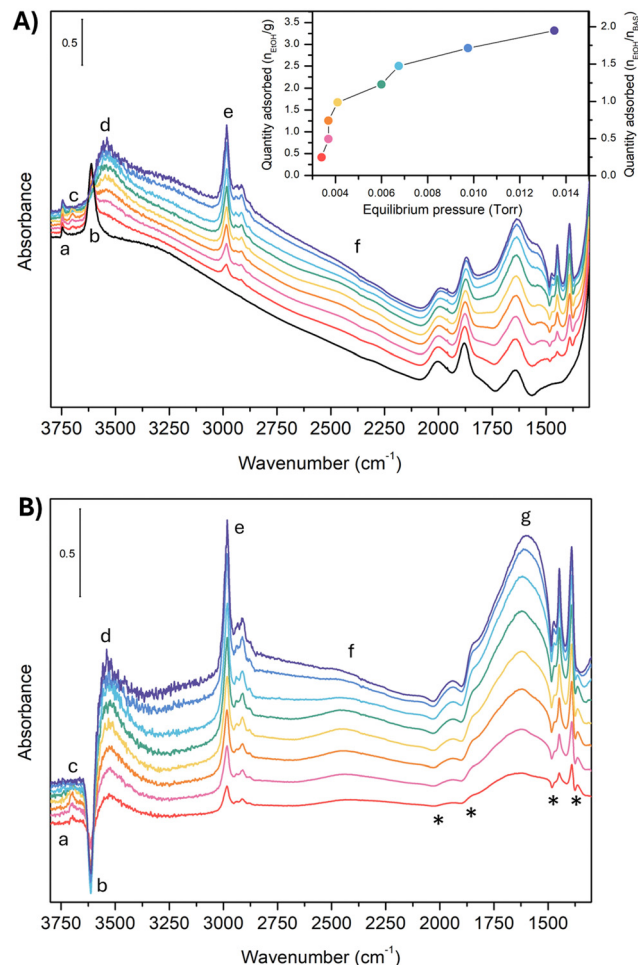 A)
0.5
a
b
c
d
e
f
3.5
3.0
2.5
2.0
1.5
1.0
0.5
0.0
Quantity adsorbed (nEtOH/g)
2.0
1.5
1.0
0.5
0.0
Quantity adsorbed (nEtOH/nBAS)
0.004 0.006 0.008 0.010 0.012 0.014
Equilibrium pressure (Torr)
Absorbance
3750 3500 3250 3000 2750 2500 2250 2000 1750 1500
Wavenumber (cm⁻¹)
B)
0.5
a
b
c
d
e
f
g
* * * *
Absorbance
3750 3500 3250 3000 2750 2500 2250 2000 1750 1500
Wavenumber (cm⁻¹)